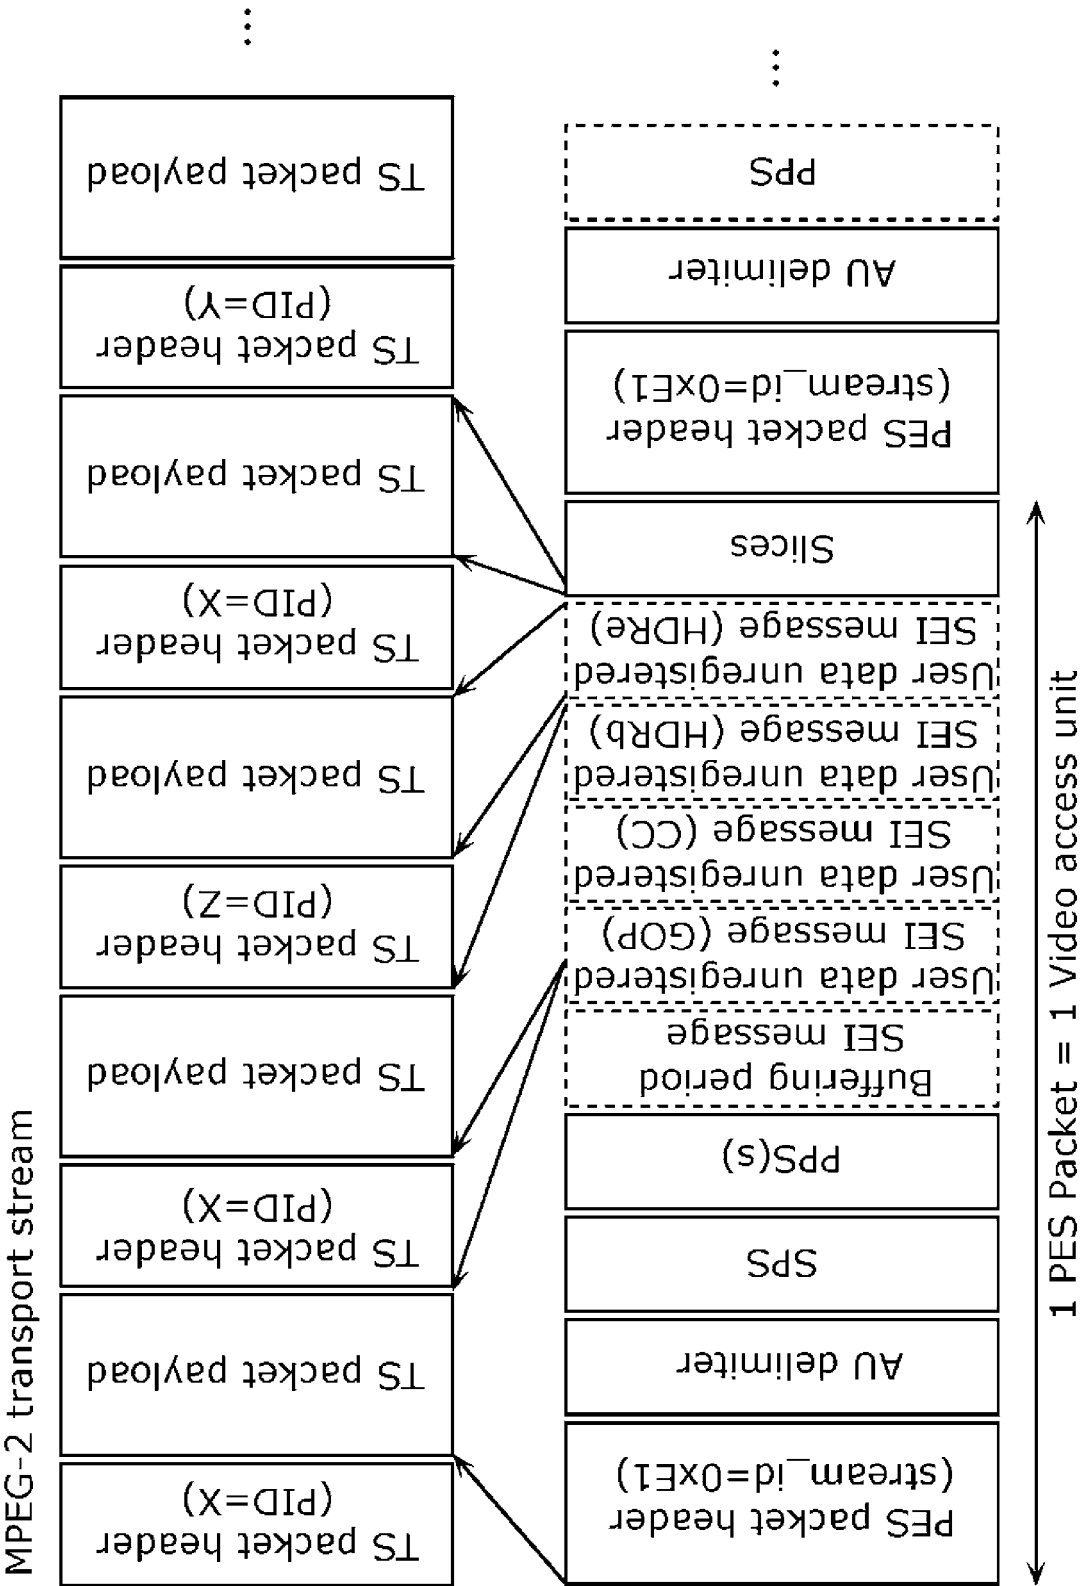 1 PES Packet = 1 Video access unit
PES packet header
(stream_id=0xE1)
AU delimiter
SPS
PPS(s)
Buffering period
SEI message
User data unregistered
SEI message (GOP)
User data unregistered
SEI message (CC)
User data unregistered
SEI message (HDRb)
User data unregistered
SEI message (HDRe)
Slices
PES packet header
(stream_id=0xE1)
AU delimiter
PPS
...
MPEG-2 transport stream
TS packet header
(PID=X)
TS packet payload
TS packet header
(PID=X)
TS packet payload
TS packet header
(PID=Z)
TS packet payload
TS packet header
(PID=X)
TS packet payload
TS packet header
(PID=Y)
TS packet payload
...